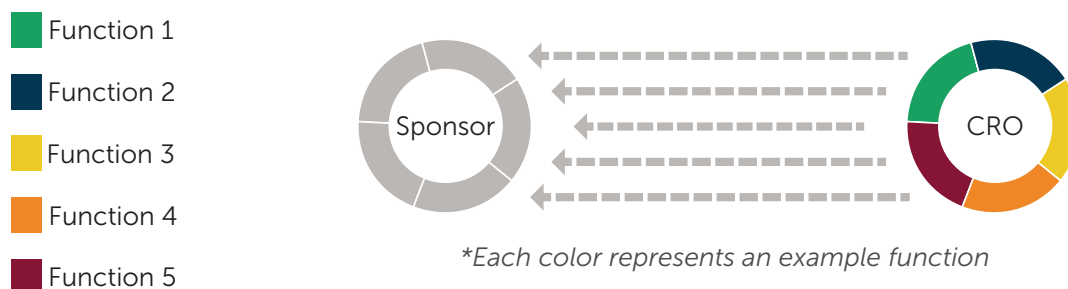 Function 1
Function 2
Function 3
Function 4
Function 5
Sponsor
CRO
*Each color represents an example function